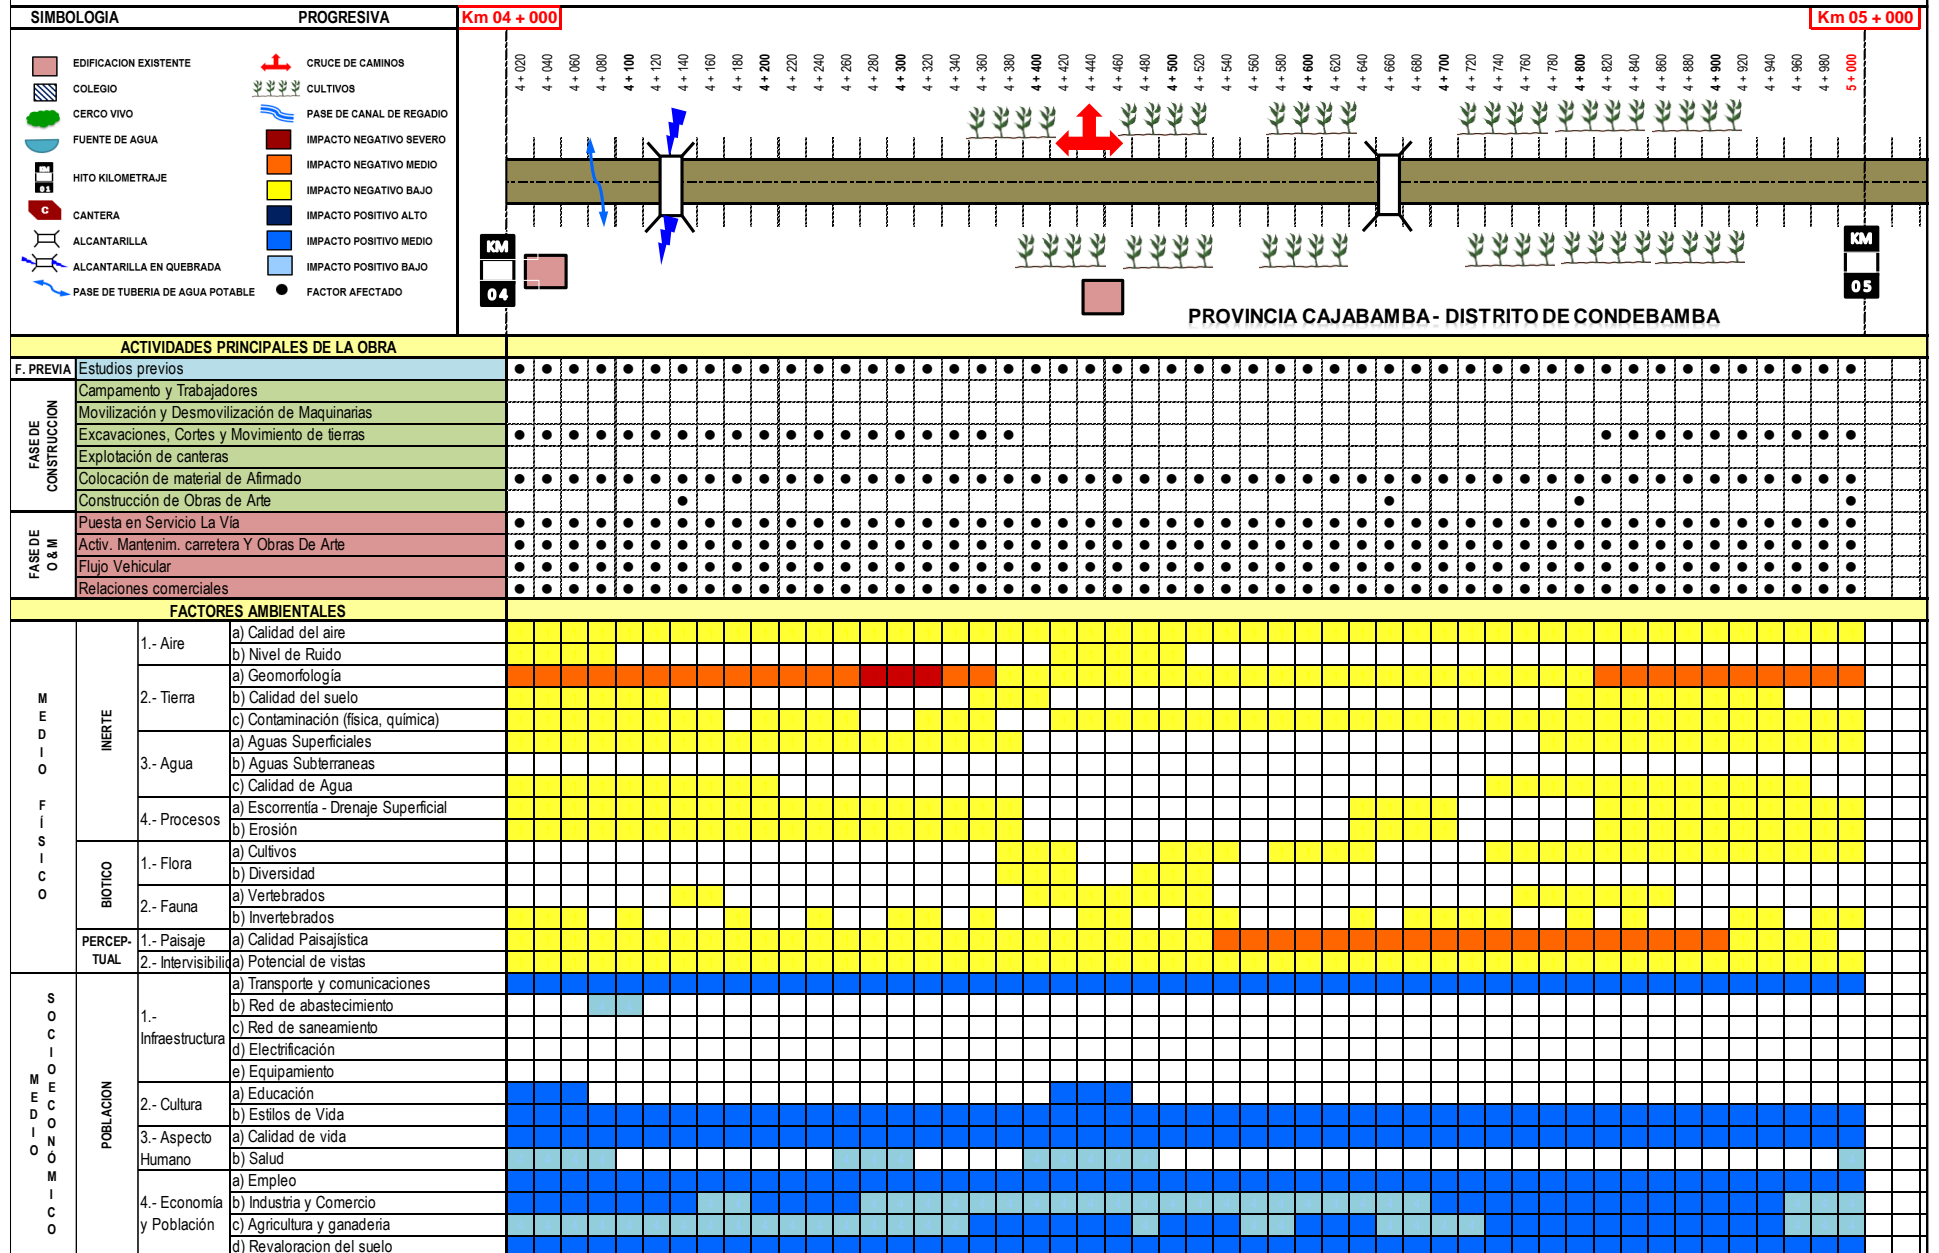 SIMBOLOGIA
PROGRESIVA
Km 04 + 000
Km 05 + 000
EDIFICACION EXISTENTE
COLEGIO
CERCO VIVO
FUENTE DE AGUA
KM
01
HITO KILOMETRAJE
C
CANTERA
ALCANTARILLA
ALCANTARILLA EN QUEBRADA
PASE DE TUBERIA DE AGUA POTABLE
CRUCE DE CAMINOS
CULTIVOS
PASE DE CANAL DE REGADIO
IMPACTO NEGATIVO SEVERO
IMPACTO NEGATIVO MEDIO
IMPACTO NEGATIVO BAJO
IMPACTO POSITIVO ALTO
IMPACTO POSITIVO MEDIO
IMPACTO POSITIVO BAJO
FACTOR AFECTADO
4 + 020
4 + 040
4 + 060
4 + 080
4 + 100
4 + 120
4 + 140
4 + 160
4 + 180
4 + 200
4 + 220
4 + 240
4 + 260
4 + 280
4 + 300
4 + 320
4 + 340
4 + 360
4 + 380
4 + 400
4 + 420
4 + 440
4 + 460
4 + 480
4 + 500
4 + 520
4 + 540
4 + 560
4 + 580
4 + 600
4 + 620
4 + 640
4 + 660
4 + 680
4 + 700
4 + 720
4 + 740
4 + 760
4 + 780
4 + 800
4 + 820
4 + 840
4 + 860
4 + 880
4 + 900
4 + 920
4 + 940
4 + 960
4 + 980
5 + 000
KM
04
KM
05
PROVINCIA CAJABAMBA - DISTRITO DE CONDEBAMBA
ACTIVIDADES PRINCIPALES DE LA OBRA
F. PREVIA
Estudios previos
FASE DE CONSTRUCCION
Campamento y Trabajadores
Movilización y Desmovilización de Maquinarias
Excavaciones, Cortes y Movimiento de tierras
Explotación de canteras
Colocación de material de Afirmado
Construcción de Obras de Arte
FASE DE O & M
Puesta en Servicio La Vía
Activ. Mantenim. carretera Y Obras De Arte
Flujo Vehicular
Relaciones comerciales
FACTORES AMBIENTALES
MEDIO FÍSICO
INERTE
1.- Aire
a) Calidad del aire
b) Nivel de Ruido
2.- Tierra
a) Geomorfología
b) Calidad del suelo
c) Contaminación (física, química)
3.- Agua
a) Aguas Superficiales
b) Aguas Subterraneas
c) Calidad de Agua
4.- Procesos
a) Escorrentía - Drenaje Superficial
b) Erosión
BIOTICO
1.- Flora
a) Cultivos
b) Diversidad
2.- Fauna
a) Vertebrados
b) Invertebrados
PERCEP-
TUAL
1.- Paisaje
a) Calidad Paisajística
2.- Intervisibilid
a) Potencial de vistas
MEDIO
SOCIOECONÓMICO
POBLACION
1.-
Infraestructura
a) Transporte y comunicaciones
b) Red de abastecimiento
c) Red de saneamiento
d) Electrificación
e) Equipamiento
2.- Cultura
a) Educación
b) Estilos de Vida
3.- Aspecto
Humano
a) Calidad de vida
b) Salud
4.- Economía
y Población
a) Empleo
b) Industria y Comercio
c) Agricultura y ganaderia
d) Revaloracion del suelo